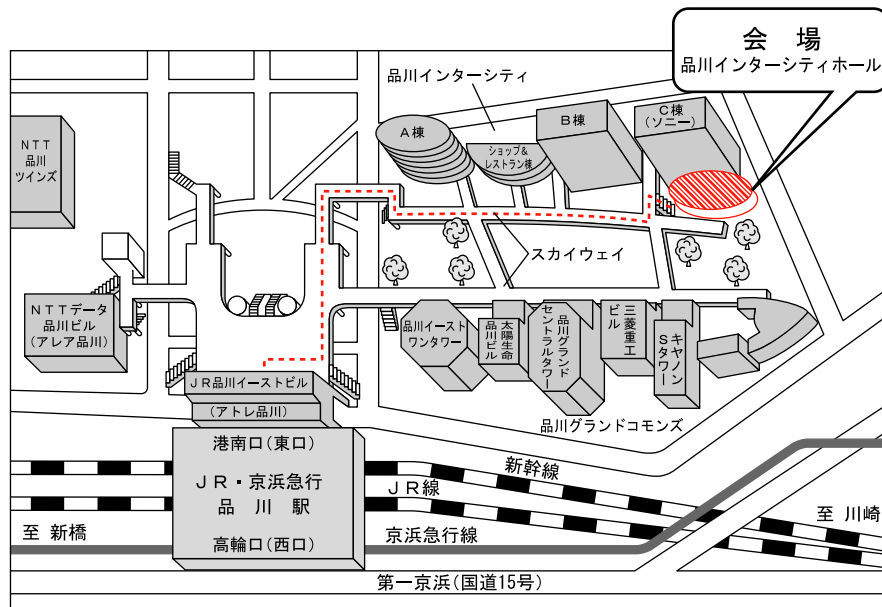 会 場
品川インターシティホール
品川インターシティ
A棟
ショップ&
レストラン棟
B棟
C棟
(ソニー)
NTT
品川
ツインズ
スカイウェイ
NTTデータ
品川ビル
(アレア品川)
品川イースト
ワンタワー
太陽生命
品川ビル
品川グランド
セントラルタワー
三菱重工
ビル
キヤノン
Sタワー
品川グランドコモンズ
JR品川イーストビル
(アトレ品川)
港南口(東口)
JR・京浜急行
品 川 駅
高輪口(西口)
新幹線
JR線
京浜急行線
至 新橋
至 川崎
第一京浜(国道15号)